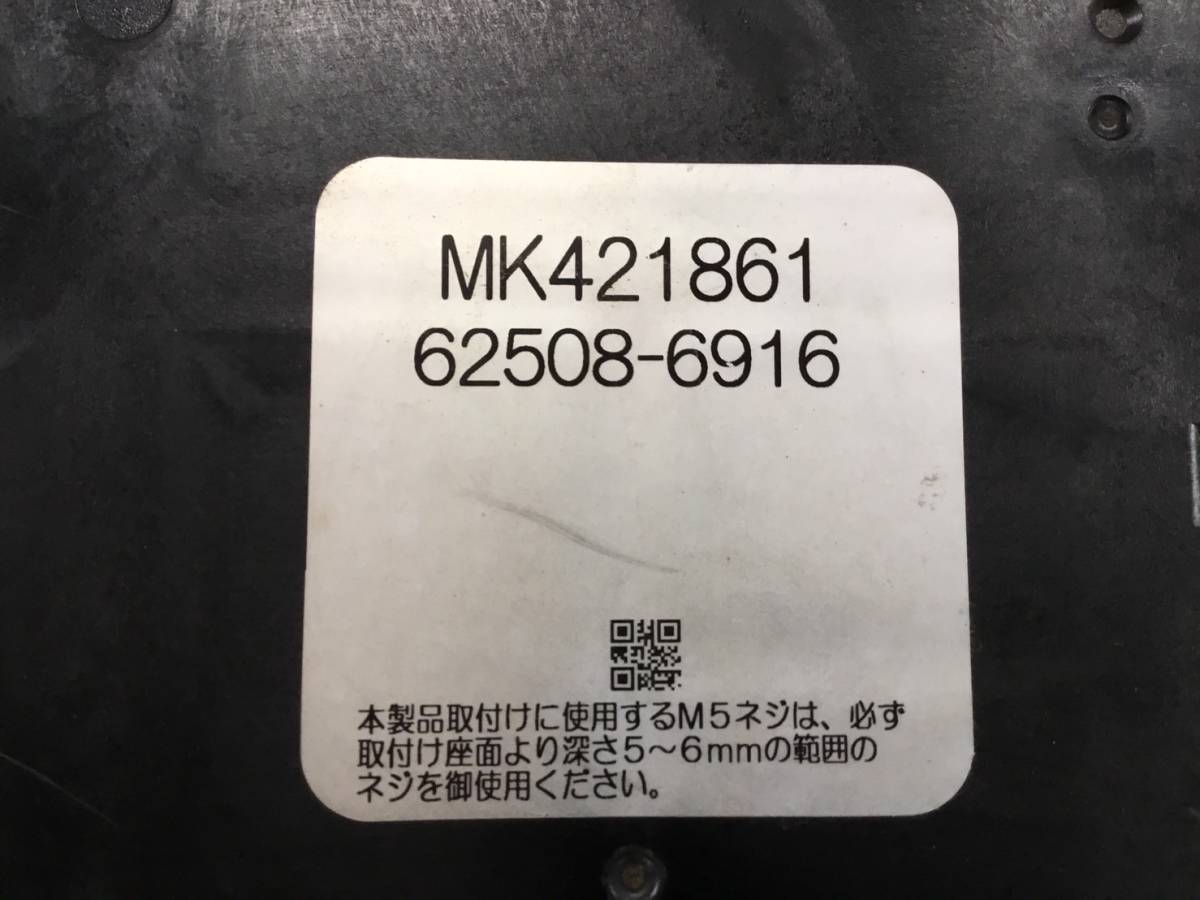 MK421861
62508-6916
本製品取付けに使用するM5ネジは、必ず
取付け座面より深さ5～6mmの範囲の
ネジを御使用ください。